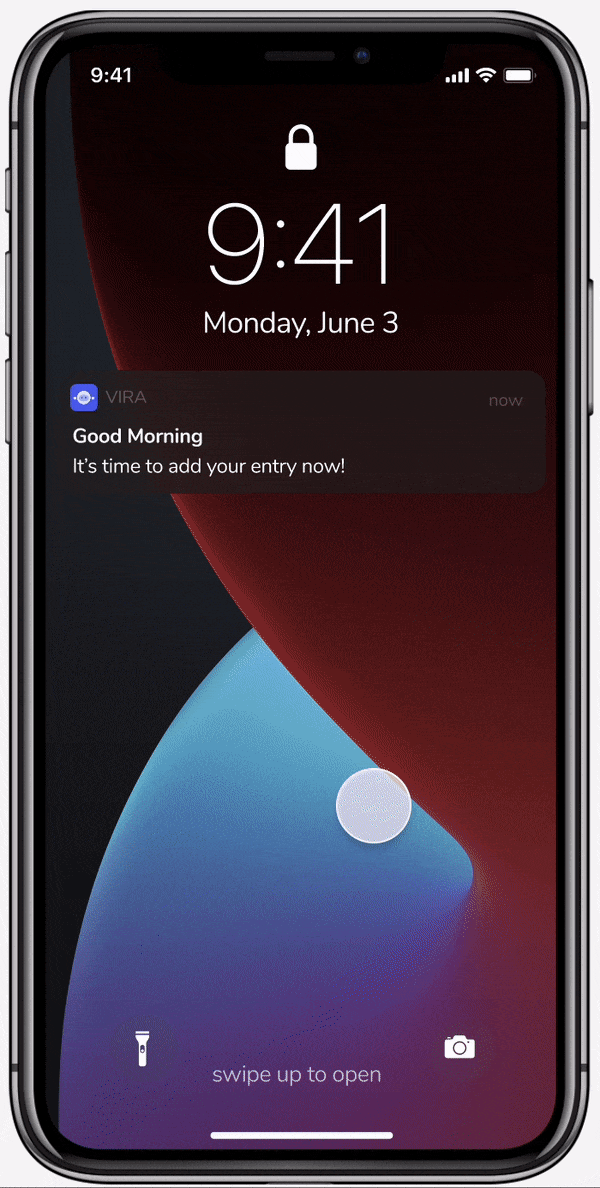 9:41
9:41
Monday, June 3
VIRA now
Good Morning
It's time to add your entry now!
swipe up to open